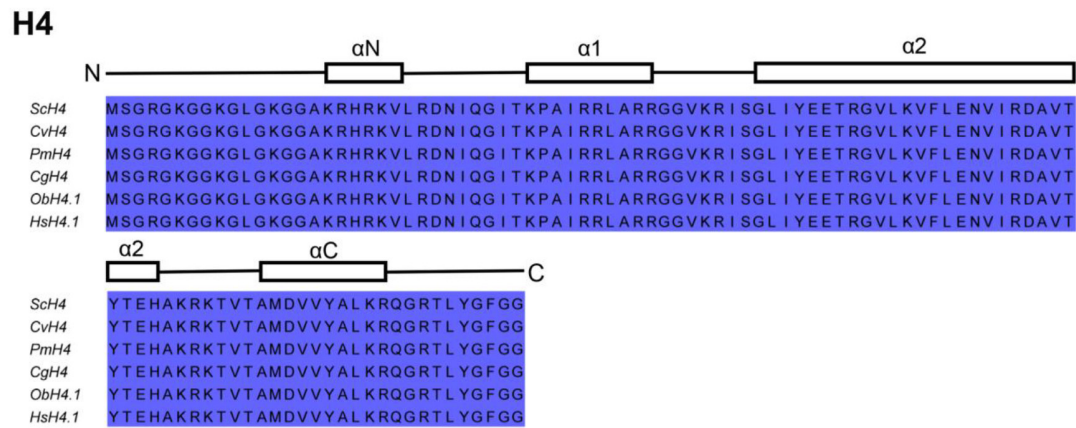 H4
αN α1 α2
N
ScH4 MSGRGKGGKGLGKGGAKRHRKVLRDNIQGITKPAIRRLARRGGVKRISGLIYEETRGVLKVFLENVIRDAVT
CvH4 MSGRGKGGKGLGKGGAKRHRKVLRDNIQGITKPAIRRLARRGGVKRISGLIYEETRGVLKVFLENVIRDAVT
PmH4 MSGRGKGGKGLGKGGAKRHRKVLRDNIQGITKPAIRRLARRGGVKRISGLIYEETRGVLKVFLENVIRDAVT
CgH4 MSGRGKGGKGLGKGGAKRHRKVLRDNIQGITKPAIRRLARRGGVKRISGLIYEETRGVLKVFLENVIRDAVT
ObH4.1 MSGRGKGGKGLGKGGAKRHRKVLRDNIQGITKPAIRRLARRGGVKRISGLIYEETRGVLKVFLENVIRDAVT
HsH4.1 MSGRGKGGKGLGKGGAKRHRKVLRDNIQGITKPAIRRLARRGGVKRISGLIYEETRGVLKVFLENVIRDAVT
α2 αC
C
ScH4 YTEHAKRKTVTAMDVVYALKRQGRTLYGFGG
CvH4 YTEHAKRKTVTAMDVVYALKRQGRTLYGFGG
PmH4 YTEHAKRKTVTAMDVVYALKRQGRTLYGFGG
CgH4 YTEHAKRKTVTAMDVVYALKRQGRTLYGFGG
ObH4.1 YTEHAKRKTVTAMDVVYALKRQGRTLYGFGG
HsH4.1 YTEHAKRKTVTAMDVVYALKRQGRTLYGFGG